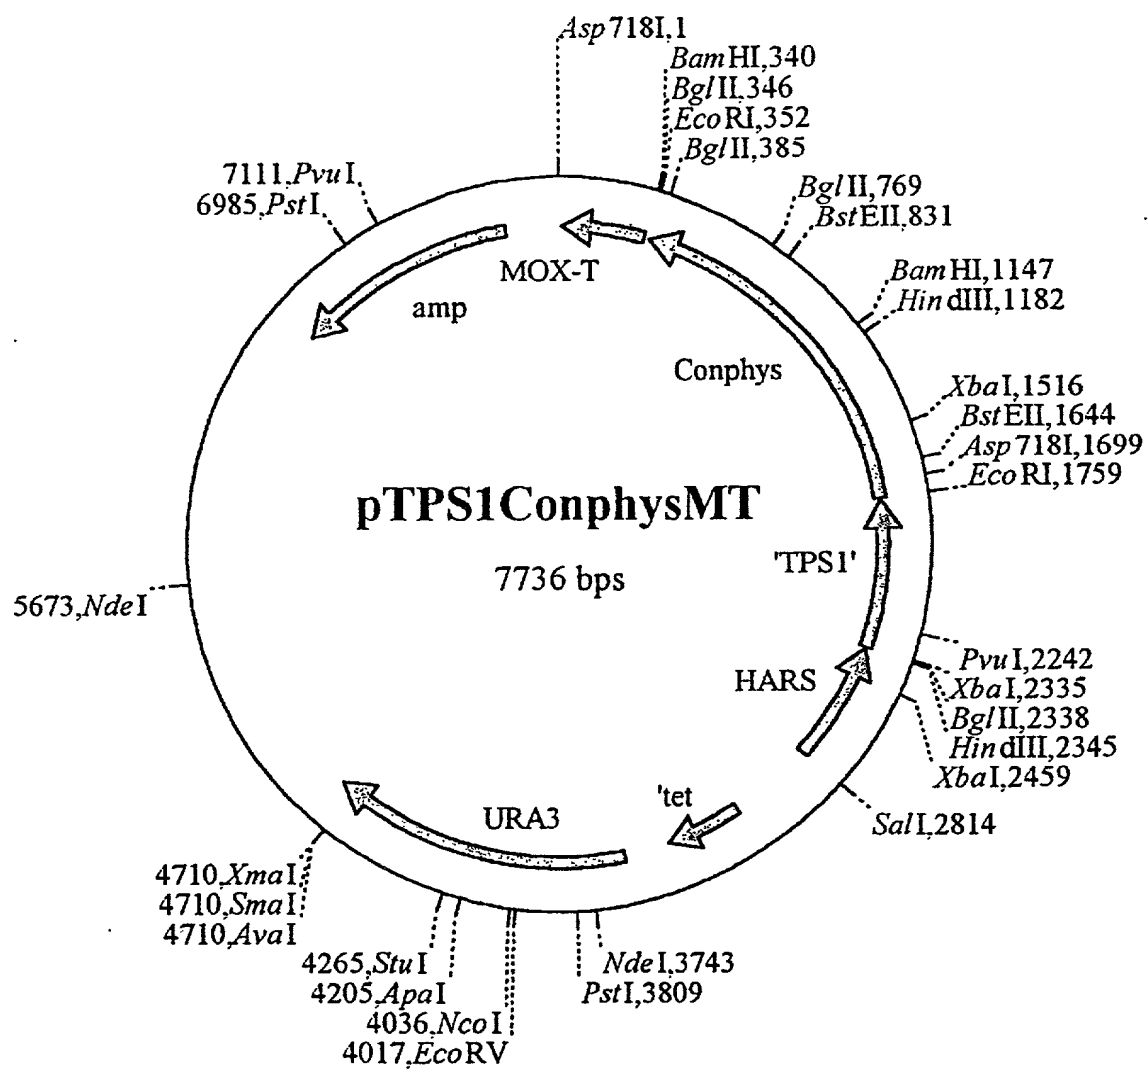 Asp718I,1
BamHI,340
BglII,346
EcoRI,352
BglII,385
BglII,769
BstEII,831
BamHI,1147
HindIII,1182
XbaI,1516
BstEII,1644
Asp718I,1699
EcoRI,1759
7111,PvuI
6985,PstI
MOX-T
amp
Conphys
pTPS1ConphysMT
7736 bps
'TPS1'
5673,NdeI
HARS
PvuI,2242
XbaI,2335
BglII,2338
HindIII,2345
XbaI,2459
SalI,2814
'tet
URA3
4710,XmaI
4710,SmaI
4710,AvaI
4265,StuI
4205,ApaI
4036,NcoI
4017,EcoRV
NdeI,3743
PstI,3809